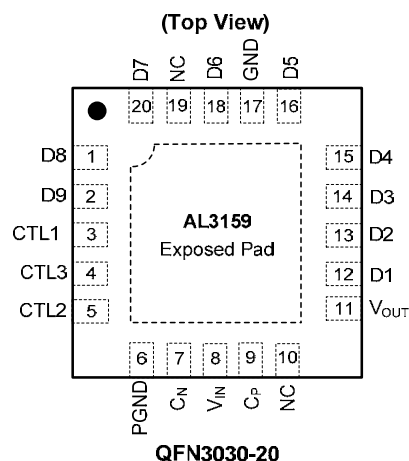 (Top View)
D7 NC D6 GND D5
20 19 18 17 16
D8 1 15 D4
D9 2 14 D3
AL3159
CTL1 3 13 D2
Exposed Pad
CTL3 4 12 D1
CTL2 5 11 VOUT
6 7 8 9 10
PGND CN VIN CP NC
QFN3030-20